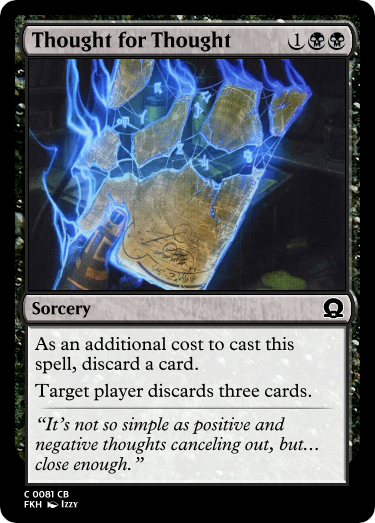 Thought for Thought 1
Sorcery
As an additional cost to cast this
spell, discard a card.
Target player discards three cards.
“It’s not so simple as positive and
negative thoughts canceling out, but…
close enough.”
C 0081 CB
FKH Izzy